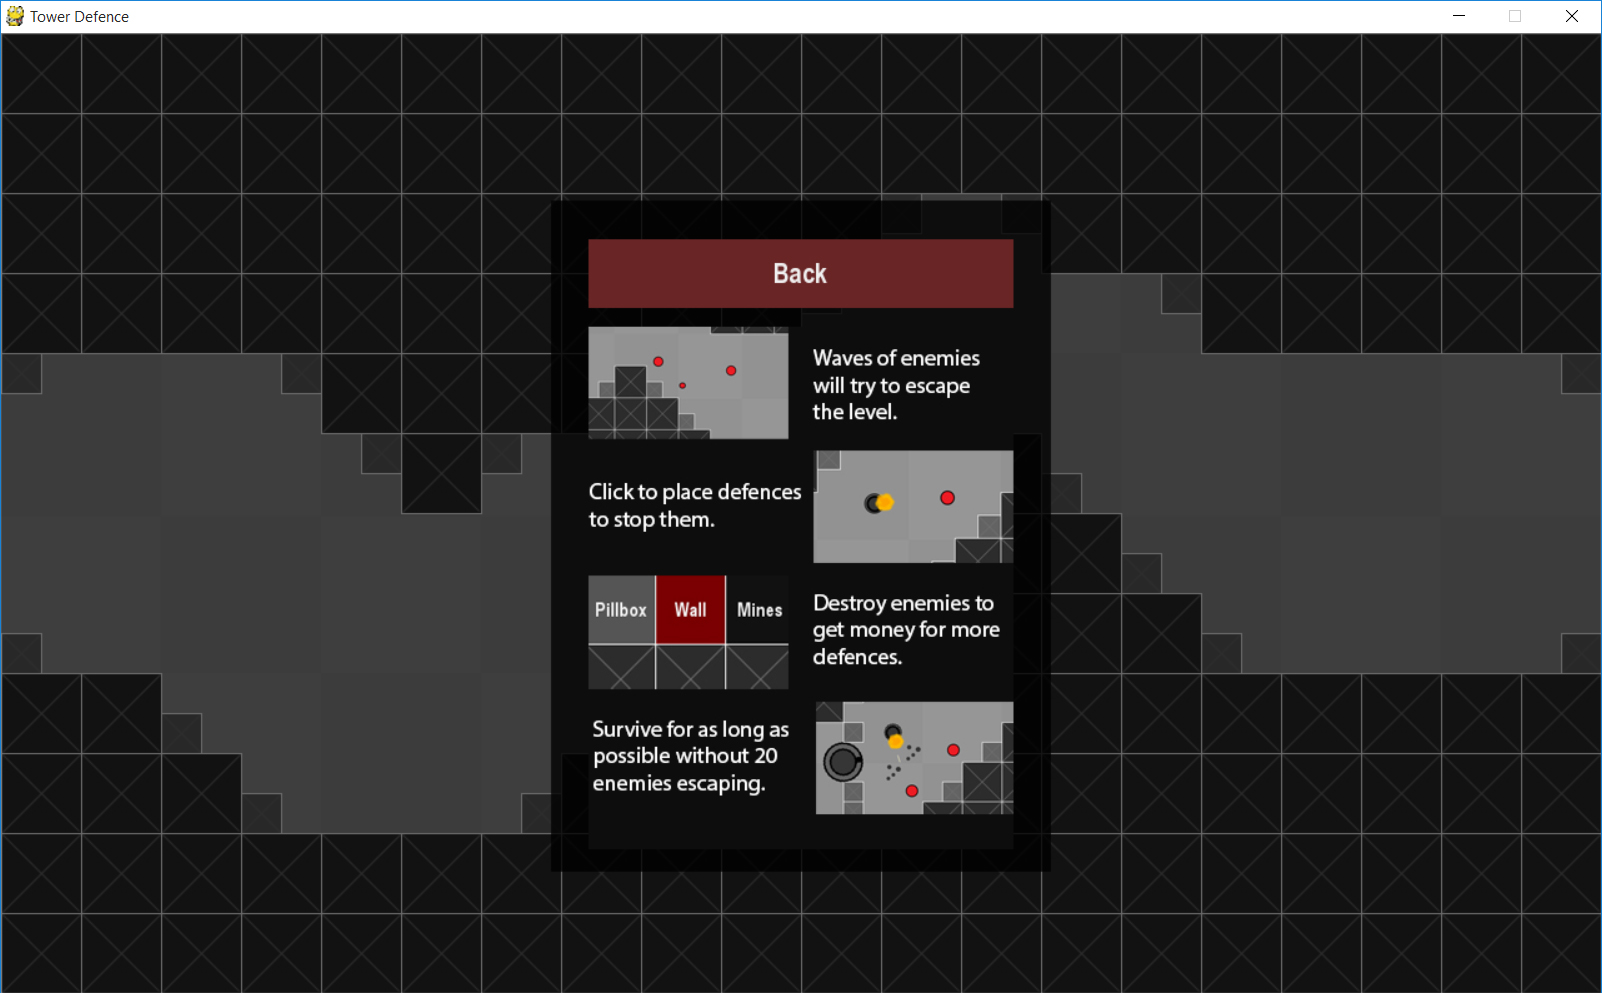 Tower Defence
Back
Waves of enemies
will try to escape
the level.
Click to place defences
to stop them.
Pillbox Wall Mines
Destroy enemies to
get money for more
defences.
Survive for as long as
possible without 20
enemies escaping.